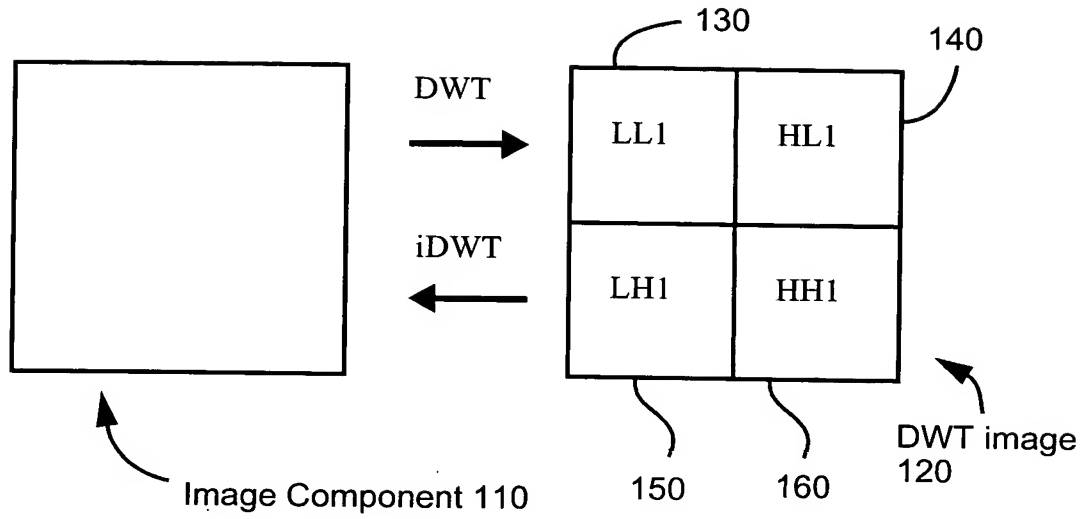 130
140
DWT
LL1
HL1
iDWT
LH1
HH1
DWT image
120
150
160
Image Component 110